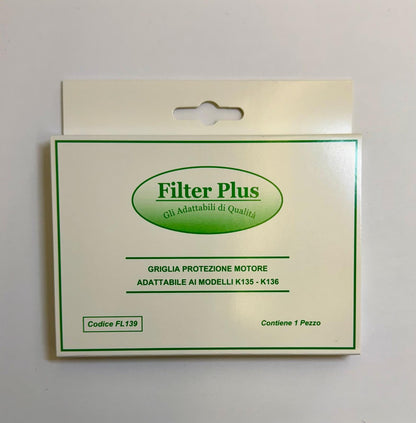 Filter Plus
Gli Adattabili di Qualità
GRIGLIA PROTEZIONE MOTORE
ADATTABILE AI MODELLI K135 - K136
Codice FL139
Contiene 1 Pezzo